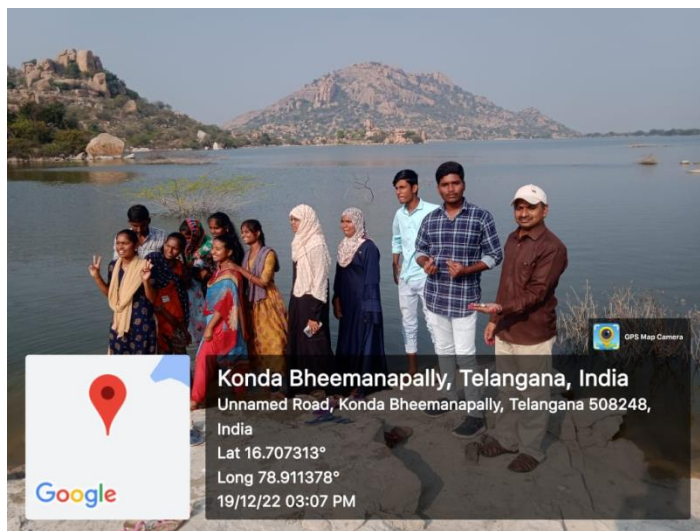 GPS Map Camera
Konda Bheemanapally, Telangana, India
Unnamed Road, Konda Bheemanapally, Telangana 508248,
India
Lat 16.707313°
Long 78.911378°
19/12/22 03:07 PM
Google